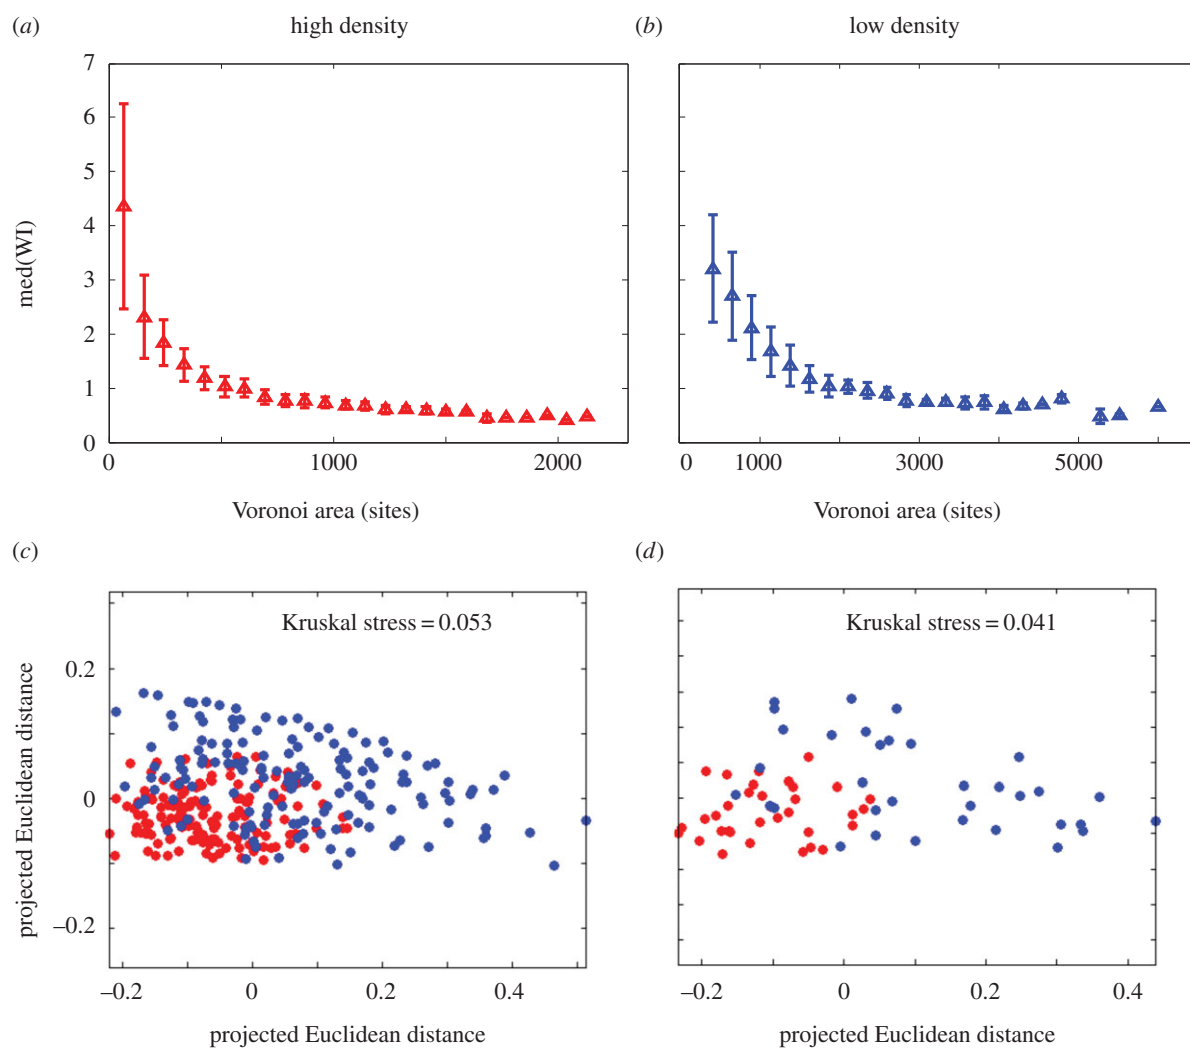 (a) high density
(b) low density
7
6
5
4
3
2
1
0
med(WI)
0 1000 2000
0 1000 3000 5000
Voronoi area (sites)
Voronoi area (sites)
(c)
(d)
Kruskal stress = 0.053
Kruskal stress = 0.041
0.2
0
–0.2
projected Euclidean distance
–0.2 0 0.2 0.4
–0.2 0 0.2 0.4
projected Euclidean distance
projected Euclidean distance